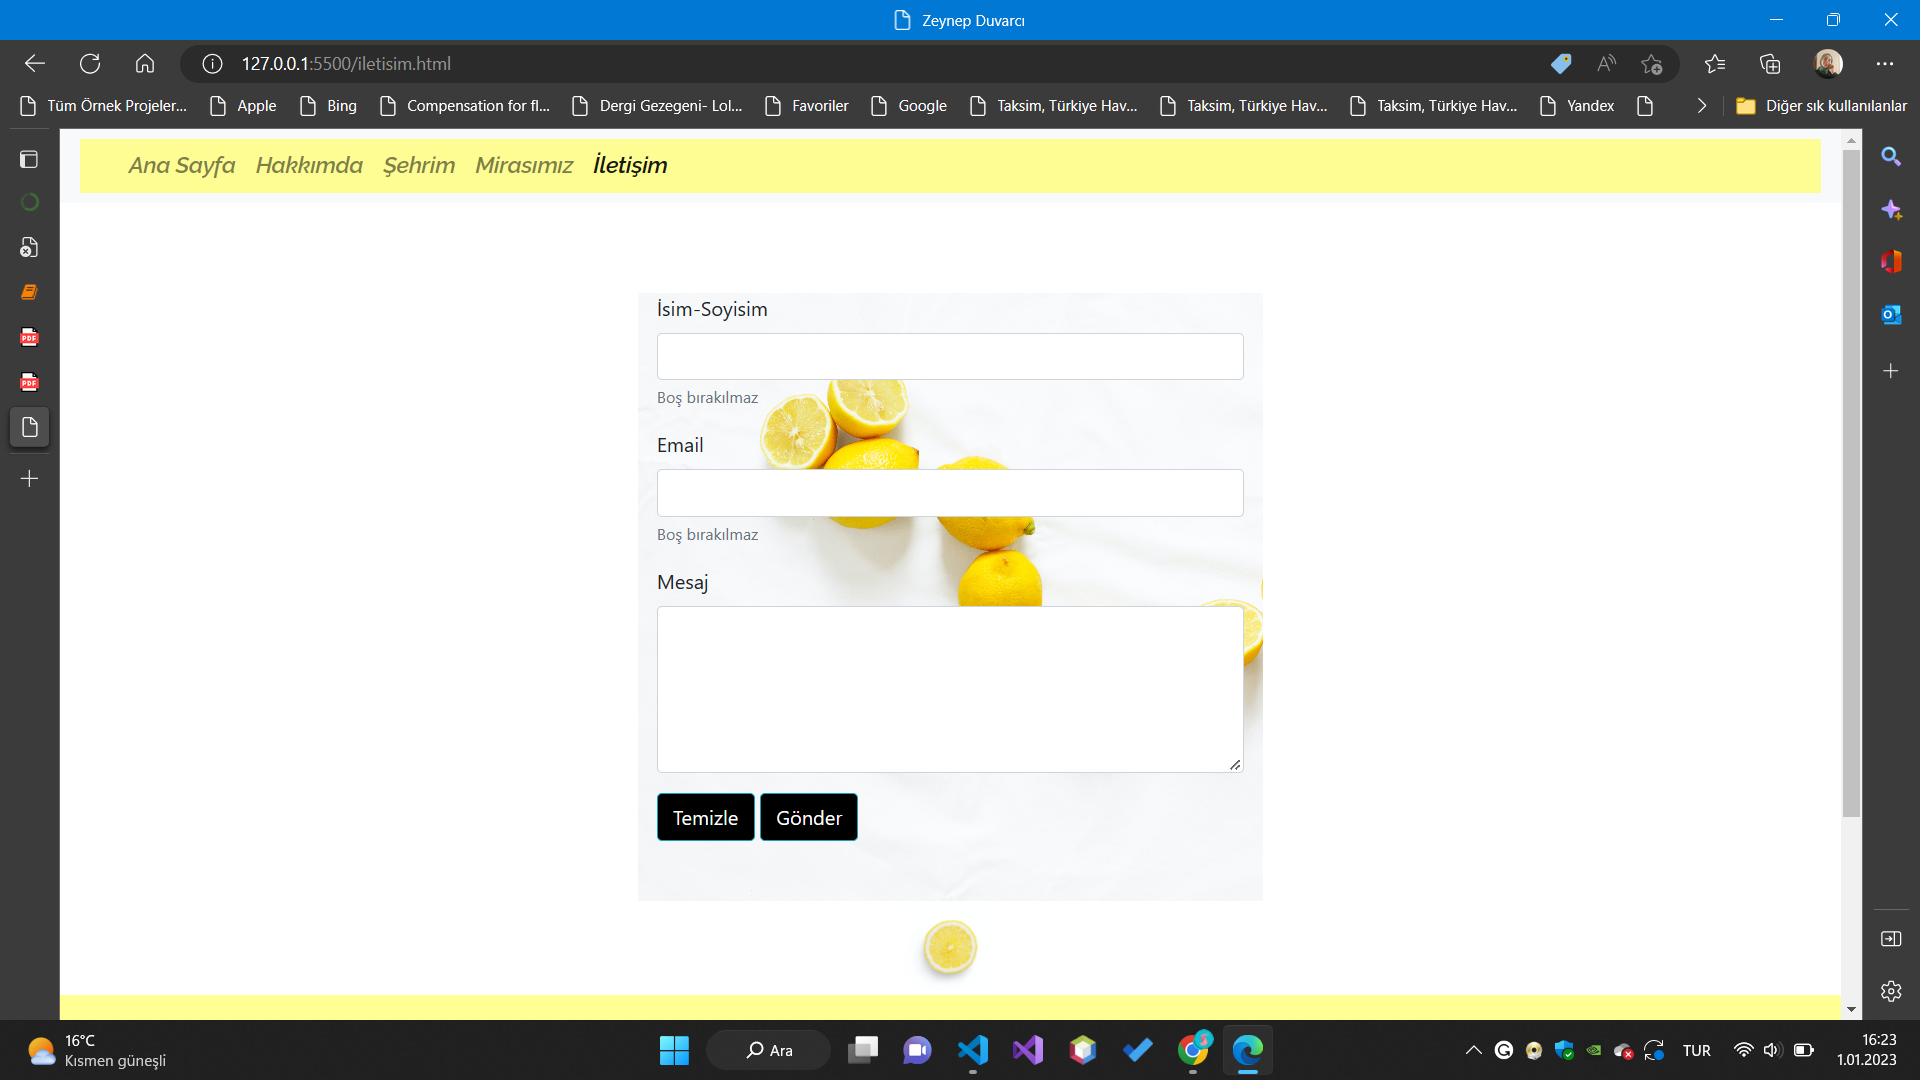 Zeynep Duvarcı
127.0.0.1:5500/iletisim.html
Tüm Örnek Projeler...
Apple
Bing
Compensation for fl...
Dergi Gezegeni- Lol...
Favoriler
Google
Taksim, Türkiye Hav...
Taksim, Türkiye Hav...
Taksim, Türkiye Hav...
Yandex
Diğer sık kullanılanlar
Ana Sayfa Hakkımda Şehrim Mirasımız İletişim
İsim-Soyisim
Boş bırakılmaz
Email
Boş bırakılmaz
Mesaj
Temizle Gönder
PDF
PDF
16°C
Kısmen güneşli
Ara
TUR
16:23
1.01.2023